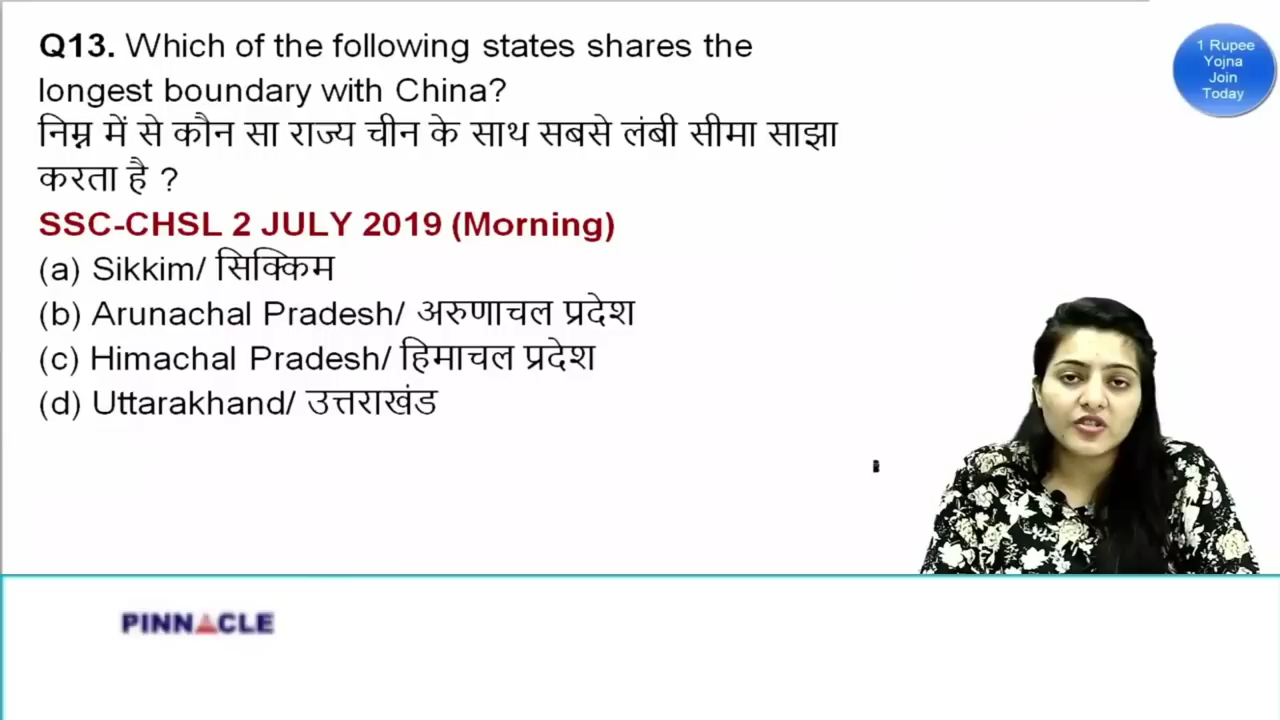 Q13. Which of the following states shares the
longest boundary with China?
निम्न में से कौन सा राज्य चीन के साथ सबसे लंबी सीमा साझा
करता है ?
SSC-CHSL 2 JULY 2019 (Morning)
(a) Sikkim/ सिक्किम
(b) Arunachal Pradesh/ अरुणाचल प्रदेश
(c) Himachal Pradesh/ हिमाचल प्रदेश
(d) Uttarakhand/ उत्तराखंड
1 Rupee
Yojna
Join
Today
PINNACLE